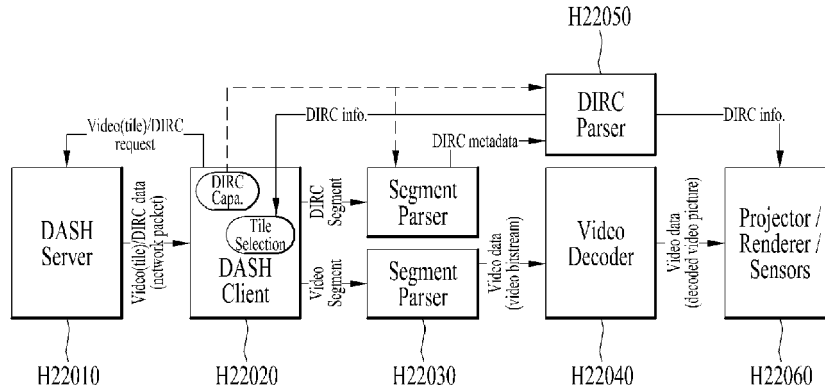 H22050
DIRC
Parser
DIRC info.
DIRC info.
Video(tile)/DIRC
request
DIRC metadata
DIRC
Capa.
Tile
Selection
DASH
Server
Video(tile)/DIRC data
(network packet)
DASH
Client
DIRC
Segment
Segment
Parser
Video
Segment
Segment
Parser
Video data
(video bitstream)
Video
Decoder
Video data
(decoded video picture)
Projector /
Renderer /
Sensors
H22010
H22020
H22030
H22040
H22060